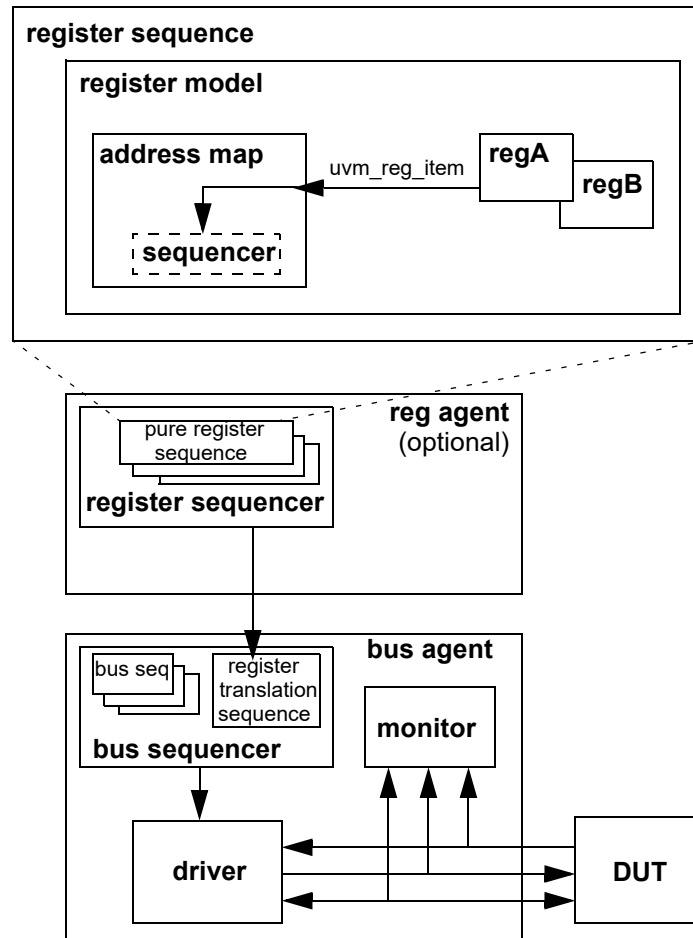 register sequence
register model
address map
uvm_reg_item
regA
regB
sequencer
reg agent
(optional)
pure register
sequence
register sequencer
bus agent
bus seq
register
translation
sequence
bus sequencer
monitor
driver
DUT